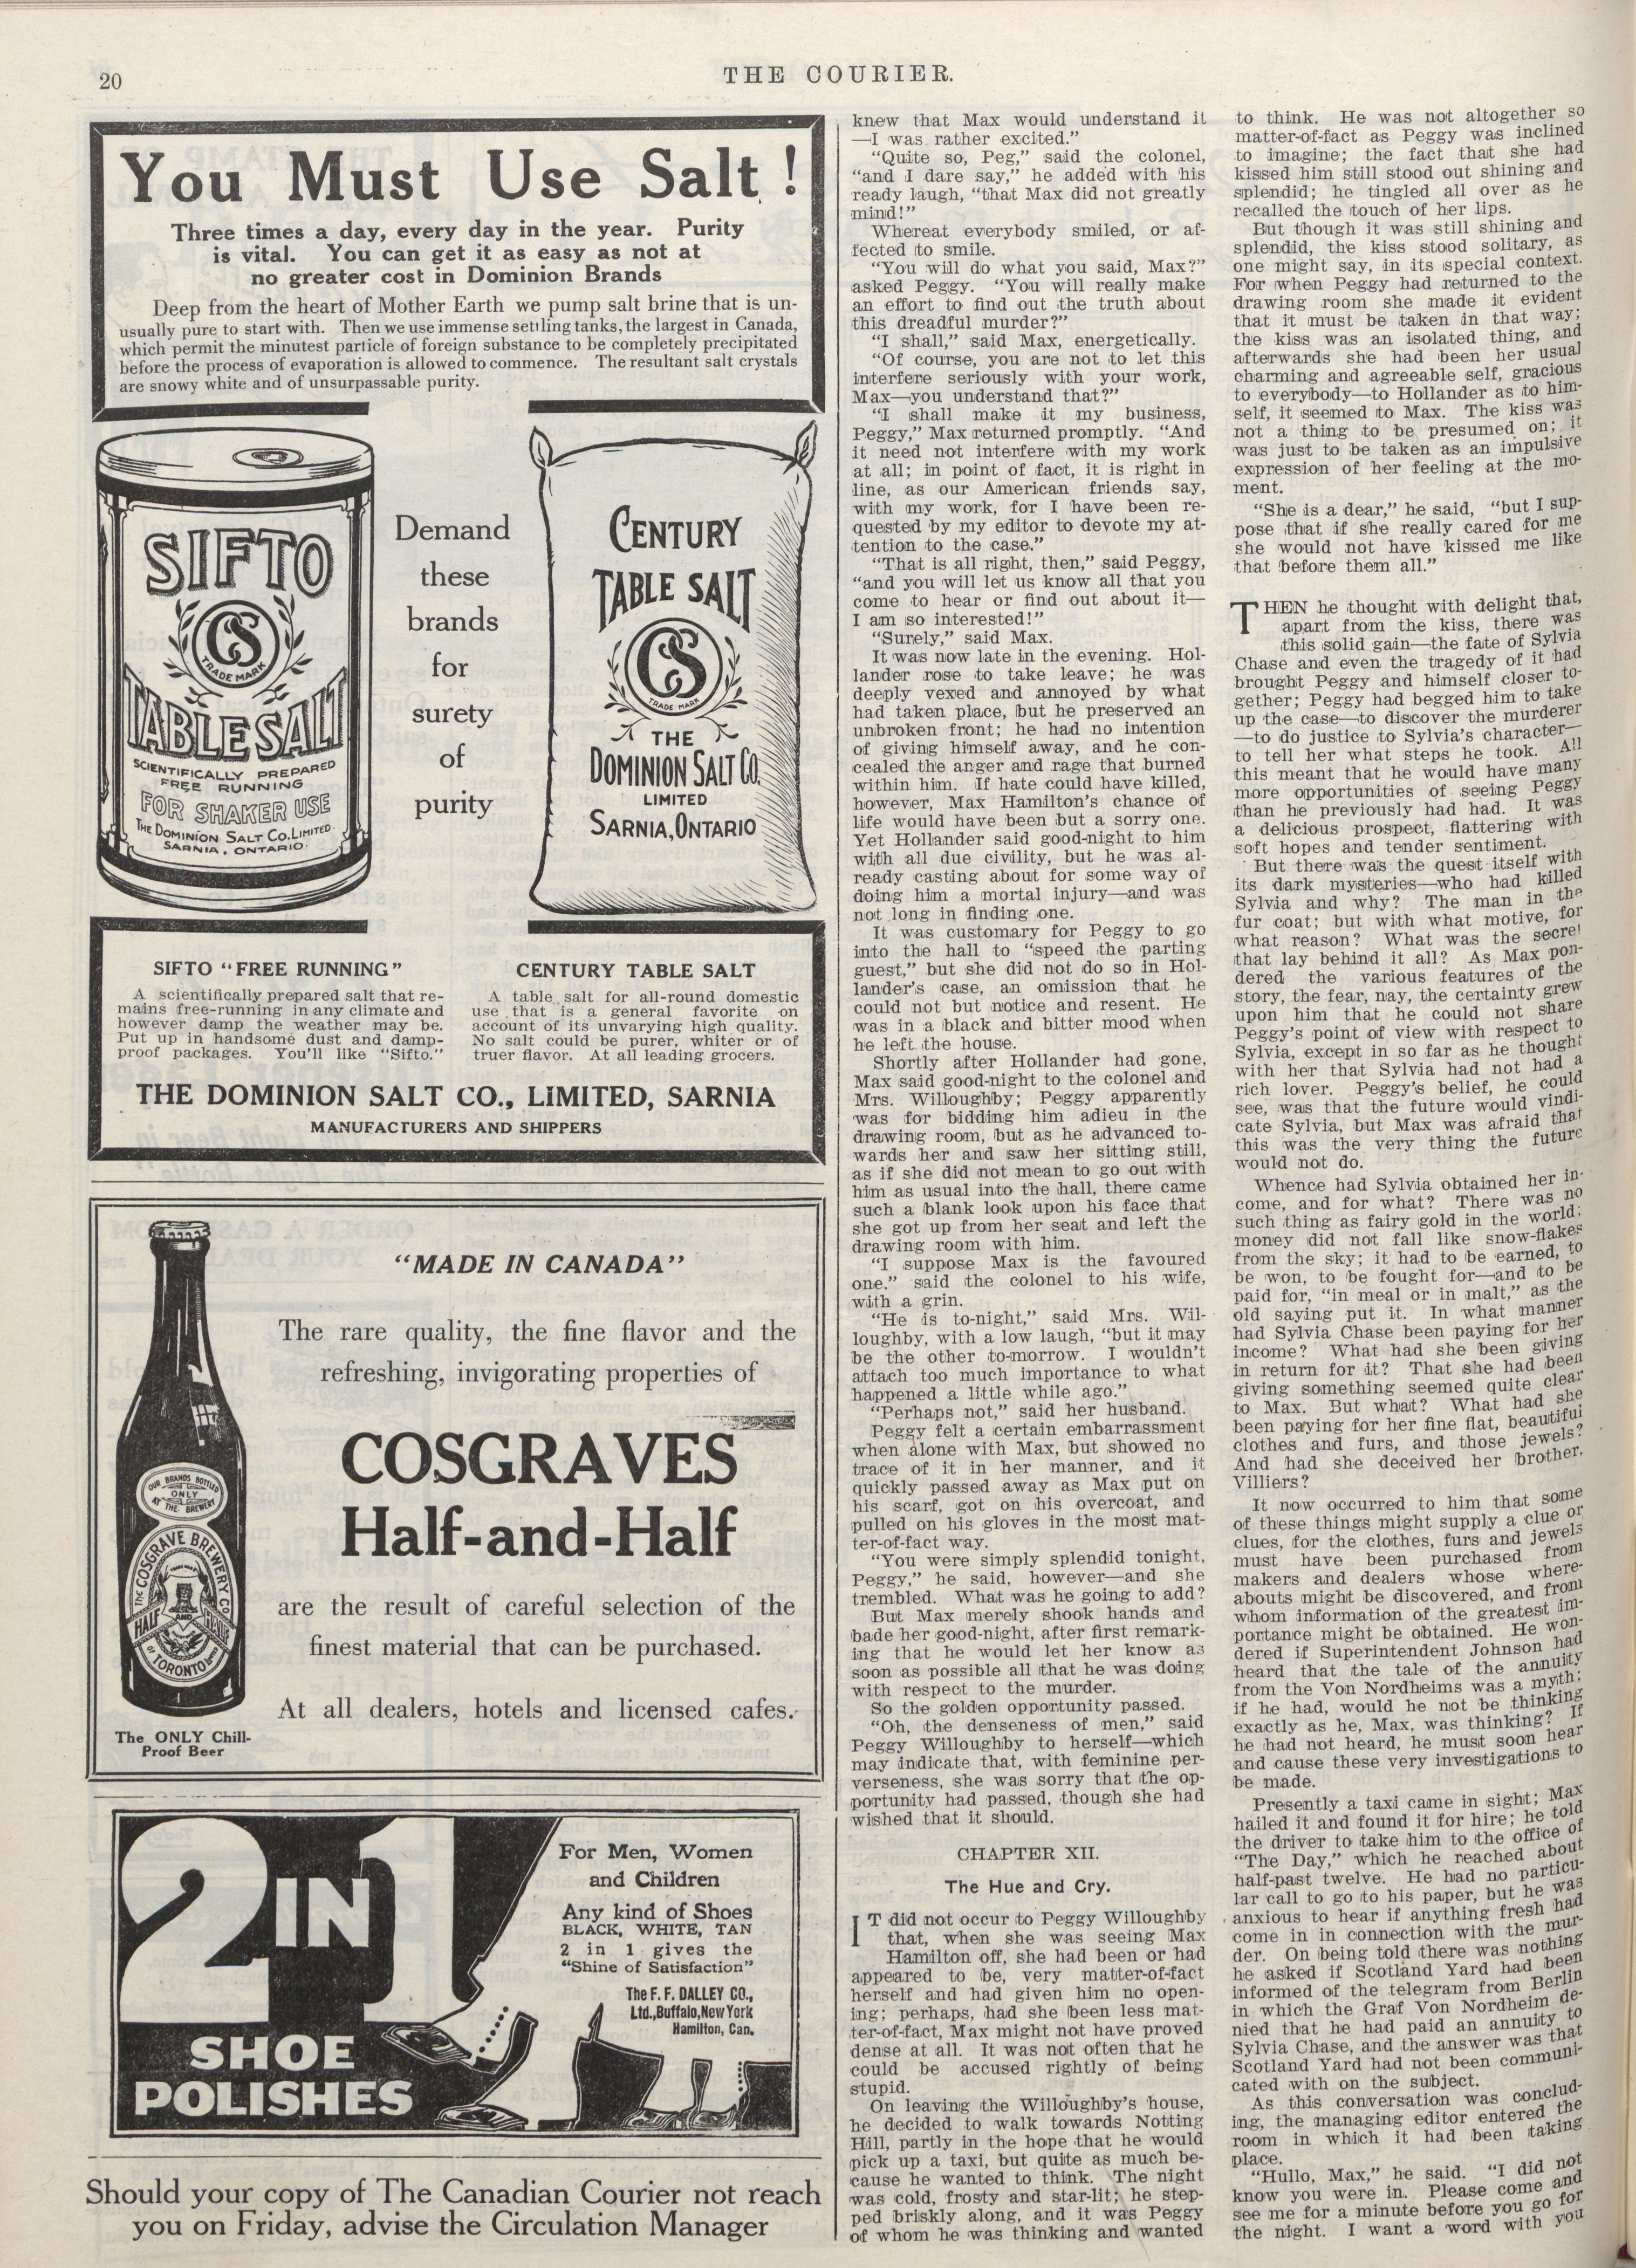 20
THE COURIER.
You Must Use Salt!
Three times a day, every day in the year. Purity
is vital. You can get it as easy as not at
no greater cost in Dominion Brands
Deep from the heart of Mother Earth we pump salt brine that is un-
usually pure to start with. Then we use immense settling tanks, the largest in Canada,
which permit the minutest particle of foreign substance to be completely precipitated
before the process of evaporation is allowed to commence. The resultant salt crystals
are snowy white and of unsurpassable purity.
SIFTO
CS
TRADE MARK
TABLE SALT
SCIENTIFICALLY PREPARED
FREE RUNNING
FOR SHAKER USE
THE DOMINION SALT CO. LIMITED.
SARNIA, ONTARIO.
Demand
these
brands
for
surety
of
purity
CENTURY
TABLE SALT
CS
TRADE MARK
THE
DOMINION SALT CO.
LIMITED
SARNIA, ONTARIO
SIFTO "FREE RUNNING"
A scientifically prepared salt that re-
mains free-running in any climate and
however damp the weather may be.
Put up in handsome dust and damp-
proof packages. You'll like "Sifto."
CENTURY TABLE SALT
A table salt for all-round domestic
use that is a general favorite on
account of its unvarying high quality.
No salt could be purer, whiter or of
truer flavor. At all leading grocers.
THE DOMINION SALT CO., LIMITED, SARNIA
MANUFACTURERS AND SHIPPERS
OUR BRANDS BOTTLED
ONLY
AT THE BREWERY
THE COSGRAVE BREWERY CO
HALF AND HALF
OF TORONTO
The ONLY Chill-
Proof Beer
"MADE IN CANADA"
The rare quality, the fine flavor and the
refreshing, invigorating properties of
COSGRAVES
Half-and-Half
are the result of careful selection of the
finest material that can be purchased.
At all dealers, hotels and licensed cafes.
2 IN 1
SHOE
POLISHES
For Men, Women
and Children
Any kind of Shoes
BLACK, WHITE, TAN
2 in 1 gives the
"Shine of Satisfaction"
The F. F. DALLEY CO.,
Ltd., Buffalo, New York
Hamilton, Can.
Should your copy of The Canadian Courier not reach
you on Friday, advise the Circulation Manager
knew that Max would understand it
—I was rather excited."
"Quite so, Peg," said the colonel,
"and I dare say," he added with his
ready laugh, "that Max did not greatly
mind!"
Whereat everybody smiled, or af-
fected to smile.
"You will do what you said, Max?"
asked Peggy. "You will really make
an effort to find out the truth about
this dreadful murder?"
"I shall," said Max, energetically.
"Of course, you are not to let this
interfere seriously with your work,
Max—you understand that?"
"I shall make it my business,
Peggy," Max returned promptly. "And
it need not interfere with my work
at all; in point of fact, it is right in
line, as our American friends say,
with my work, for I have been re-
quested by my editor to devote my at-
tention to the case."
"That is all right, then," said Peggy,
"and you will let us know all that you
come to hear or find out about it—
I am so interested!"
"Surely," said Max.
It was now late in the evening. Hol-
lander rose to take leave; he was
deeply vexed and annoyed by what
had taken place, but he preserved an
unbroken front; he had no intention
of giving himself away, and he con-
cealed the anger and rage that burned
within him. If hate could have killed,
however, Max Hamilton's chance of
life would have been but a sorry one.
Yet Hollander said good-night to him
with all due civility, but he was al-
ready casting about for some way of
doing him a mortal injury—and was
not long in finding one.
It was customary for Peggy to go
into the hall to "speed the parting
guest," but she did not do so in Hol-
lander's case, an omission that he
could not but notice and resent. He
was in a black and bitter mood when
he left the house.
Shortly after Hollander had gone,
Max said good-night to the colonel and
Mrs. Willoughby; Peggy apparently
was for bidding him adieu in the
drawing room, but as he advanced to-
wards her and saw her sitting still,
as if she did not mean to go out with
him as usual into the hall, there came
such a blank look upon his face that
she got up from her seat and left the
drawing room with him.
"I suppose Max is the favoured
one," said the colonel to his wife,
with a grin.
"He is to-night," said Mrs. Wil-
loughby, with a low laugh, "but it may
be the other to-morrow. I wouldn't
attach too much importance to what
happened a little while ago."
"Perhaps not," said her husband.
Peggy felt a certain embarrassment
when alone with Max, but showed no
trace of it in her manner, and it
quickly passed away as Max put on
his scarf, got on his overcoat, and
pulled on his gloves in the most mat-
ter-of-fact way.
"You were simply splendid tonight,
Peggy," he said, however—and she
trembled. What was he going to add?
But Max merely shook hands and
bade her good-night, after first remark-
ing that he would let her know as
soon as possible all that he was doing
with respect to the murder.
So the golden opportunity passed.
"Oh, the denseness of men," said
Peggy Willoughby to herself—which
may indicate that, with feminine per-
verseness, she was sorry that the op-
portunity had passed, though she had
wished that it should.
CHAPTER XII.
The Hue and Cry.
IT did not occur to Peggy Willoughby
that, when she was seeing Max
Hamilton off, she had been or had
appeared to be, very matter-of-fact
herself and had given him no open-
ing; perhaps, had she been less mat-
ter-of-fact, Max might not have proved
dense at all. It was not often that he
could be accused rightly of being
stupid.
On leaving the Willoughby's house,
he decided to walk towards Notting
Hill, partly in the hope that he would
pick up a taxi, but quite as much be-
cause he wanted to think. The night
was cold, frosty and star-lit; he step-
ped briskly along, and it was Peggy
of whom he was thinking and wanted
to think. He was not altogether so
matter-of-fact as Peggy was inclined
to imagine; the fact that she had
kissed him still stood out shining and
splendid; he tingled all over as he
recalled the touch of her lips.
But though it was still shining and
splendid, the kiss stood solitary, as
one might say, in its special context.
For when Peggy had returned to the
drawing room she made it evident
that it must be taken in that way;
the kiss was an isolated thing, and
afterwards she had been her usual
charming and agreeable self, gracious
to everybody—to Hollander as to him-
self, it seemed to Max. The kiss was
not a thing to be presumed on; it
was just to be taken as an impulsive
expression of her feeling at the mo-
ment.
"She is a dear," he said, "but I sup-
pose that if she really cared for me
she would not have kissed me like
that before them all."
THEN he thought with delight that,
apart from the kiss, there was
this solid gain—the fate of Sylvia
Chase and even the tragedy of it had
brought Peggy and himself closer to-
gether; Peggy had begged him to take
up the case—to discover the murderer
—to do justice to Sylvia's character—
to tell her what steps he took. All
this meant that he would have many
more opportunities of seeing Peggy
than he previously had had. It was
a delicious prospect, flattering with
soft hopes and tender sentiment.
But there was the quest itself with
its dark mysteries—who had killed
Sylvia and why? The man in the
fur coat; but with what motive, for
what reason? What was the secret
that lay behind it all? As Max pon-
dered the various features of the
story, the fear, nay, the certainty grew
upon him that he could not share
Peggy's point of view with respect to
Sylvia, except in so far as he thought
with her that Sylvia had not had a
rich lover. Peggy's belief, he could
see, was that the future would vindi-
cate Sylvia, but Max was afraid that
this was the very thing the future
would not do.
Whence had Sylvia obtained her in-
come, and for what? There was no
such thing as fairy gold in the world;
money did not fall like snow-flakes
from the sky; it had to be earned, to
be won, to be fought for—and to be
paid for, "in meal or in malt," as the
old saying put it. In what manner
had Sylvia Chase been paying for her
income? What had she been giving
in return for it? That she had been
giving something seemed quite clear
to Max. But what? What had she
been paying for her fine flat, beautiful
clothes and furs, and those jewels?
And had she deceived her brother,
Villiers?
It now occurred to him that some
of these things might supply a clue or
clues, for the clothes, furs and jewels
must have been purchased from
makers and dealers whose where-
abouts might be discovered, and from
whom information of the greatest im-
portance might be obtained. He won-
dered if Superintendent Johnson had
heard that the tale of the annuity
from the Von Nordheims was a myth;
if he had, would he not be thinking
exactly as he, Max, was thinking? If
he had not heard, he must soon hear
and cause these very investigations to
be made.
Presently a taxi came in sight; Max
hailed it and found it for hire; he told
the driver to take him to the office of
"The Day," which he reached about
half-past twelve. He had no particu-
lar call to go to his paper, but he was
anxious to hear if anything fresh had
come in in connection with the mur-
der. On being told there was nothing
he asked if Scotland Yard had been
informed of the telegram from Berlin
in which the Graf Von Nordheim de-
nied that he had paid an annuity to
Sylvia Chase, and the answer was that
Scotland Yard had not been communi-
cated with on the subject.
As this conversation was conclud-
ing, the managing editor entered the
room in which it had been taking
place.
"Hullo, Max," he said. "I did not
know you were in. Please come and
see me for a minute before you go for
the night. I want a word with you